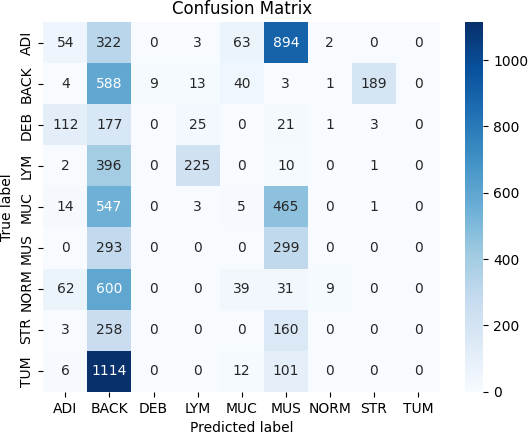 Confusion Matrix
True label
ADI 54 322 0 3 63 894 2 0 0
BACK 4 588 9 13 40 3 1 189 0
DEB 112 177 0 25 0 21 1 3 0
LYM 2 396 0 225 0 10 0 1 0
MUC 14 547 0 3 5 465 0 1 0
MUS 0 293 0 0 0 299 0 0 0
NORM 62 600 0 0 39 31 9 0 0
STR 3 258 0 0 0 160 0 0 0
TUM 6 1114 0 0 12 101 0 0 0
ADI BACK DEB LYM MUC MUS NORM STR TUM
Predicted label
1000
800
600
400
200
0